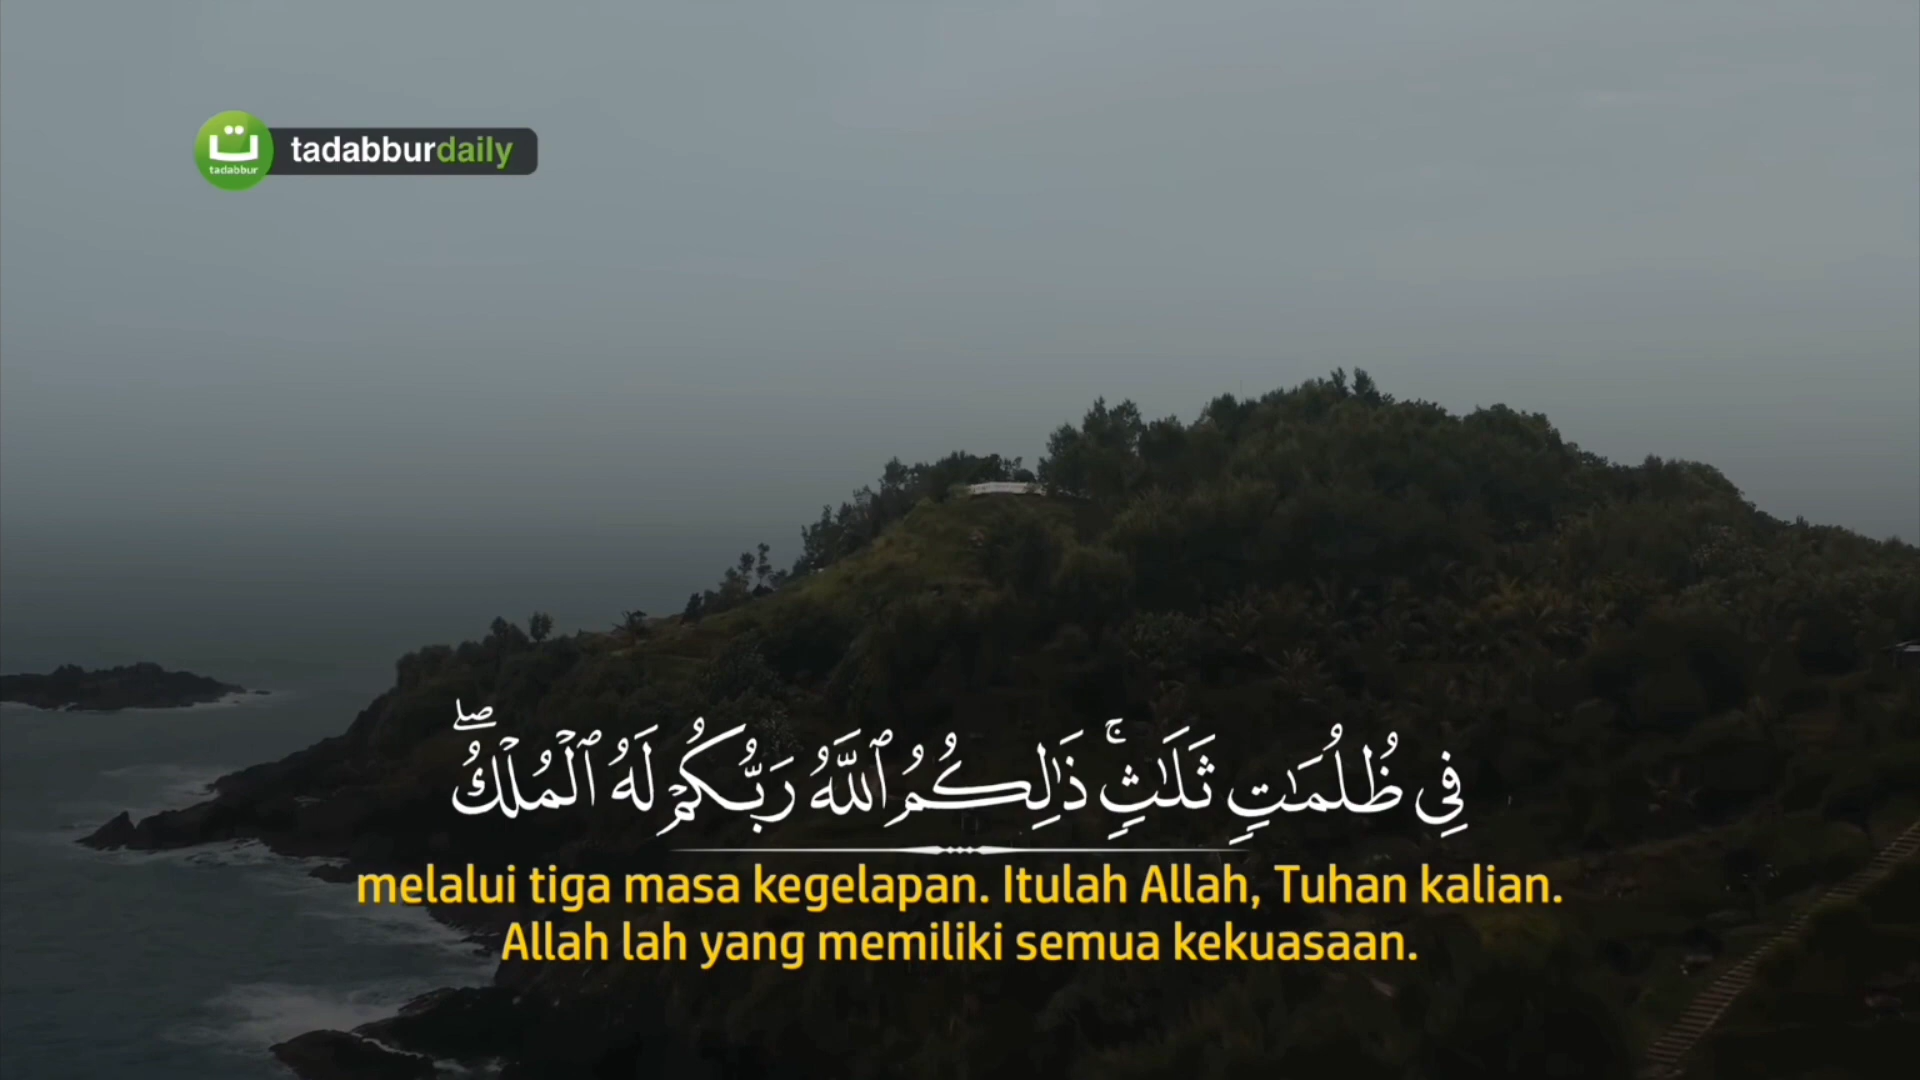 ت
tadabbur
tadabburdaily
فِي ظُلُمَٰتٖ ثَلَٰثٖۚ ذَٰلِكُمُ ٱللَّهُ رَبُّكُمۡ لَهُ ٱلۡمُلۡكُۖ
melalui tiga masa kegelapan. Itulah Allah, Tuhan kalian.
Allah lah yang memiliki semua kekuasaan.